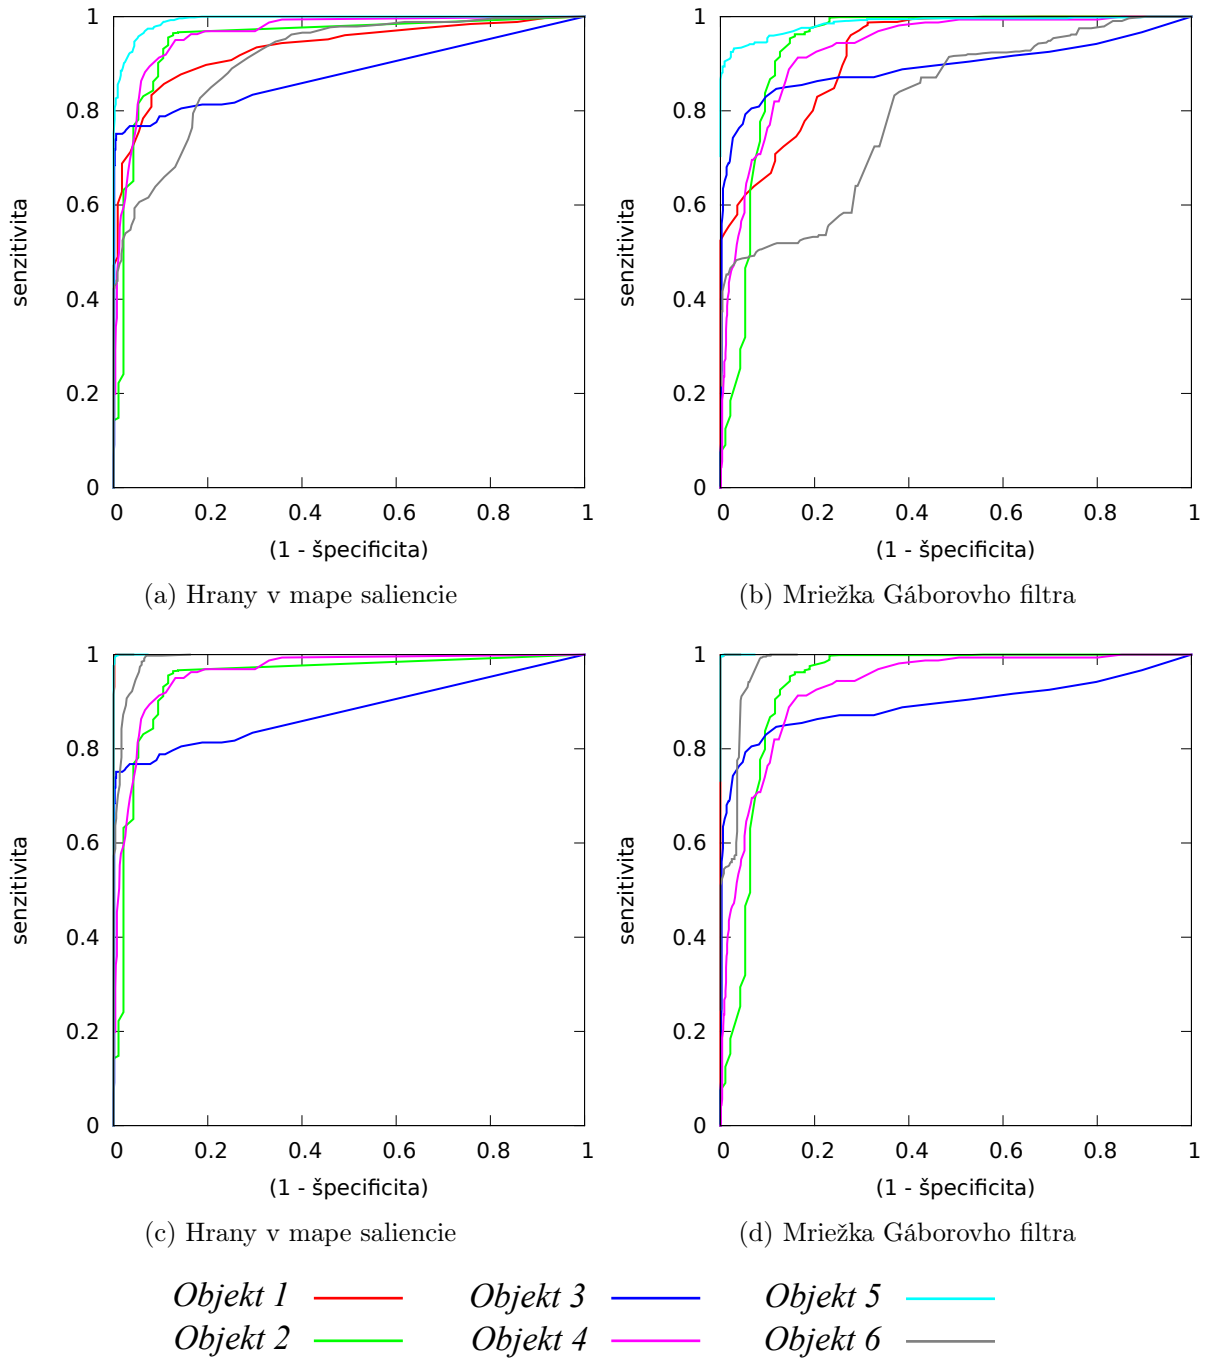 1
0.8
0.6
0.4
0.2
0
senzitivita
0 0.2 0.4 0.6 0.8 1
(1 - špecificita)
(a) Hrany v mape saliencie
1
0.8
0.6
0.4
0.2
0
senzitivita
0 0.2 0.4 0.6 0.8 1
(1 - špecificita)
(b) Mriežka Gáborovho filtra
1
0.8
0.6
0.4
0.2
0
senzitivita
0 0.2 0.4 0.6 0.8 1
(1 - špecificita)
(c) Hrany v mape saliencie
1
0.8
0.6
0.4
0.2
0
senzitivita
0 0.2 0.4 0.6 0.8 1
(1 - špecificita)
(d) Mriežka Gáborovho filtra
Objekt 1 Objekt 3 Objekt 5
Objekt 2 Objekt 4 Objekt 6